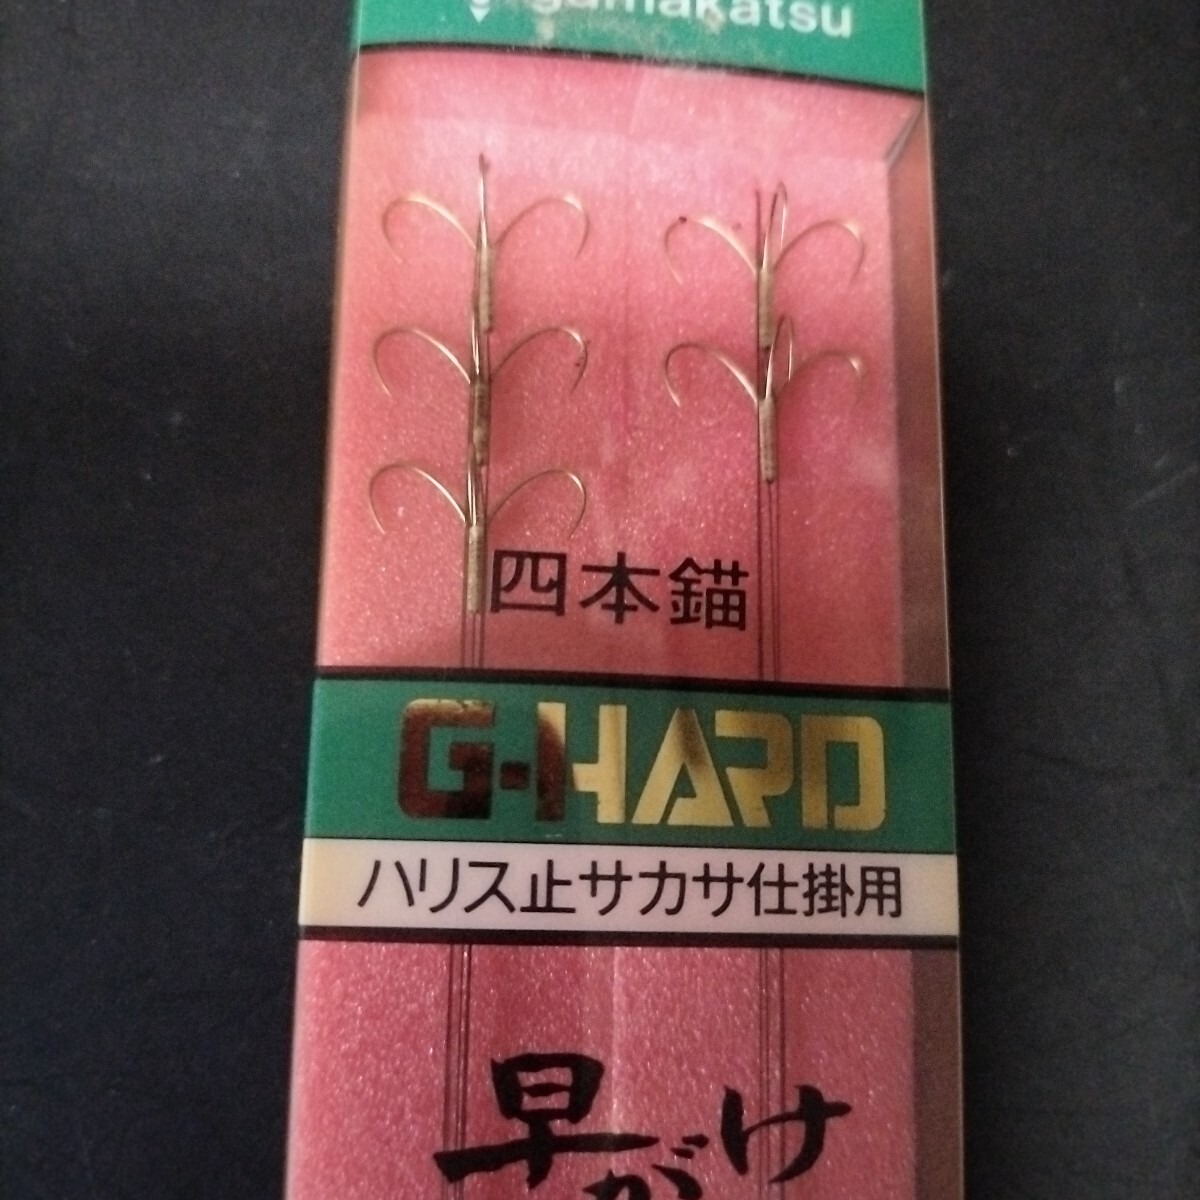 gamakatsu
四本錨
G-HARD
ハリス止サカサ仕掛用
早がけ